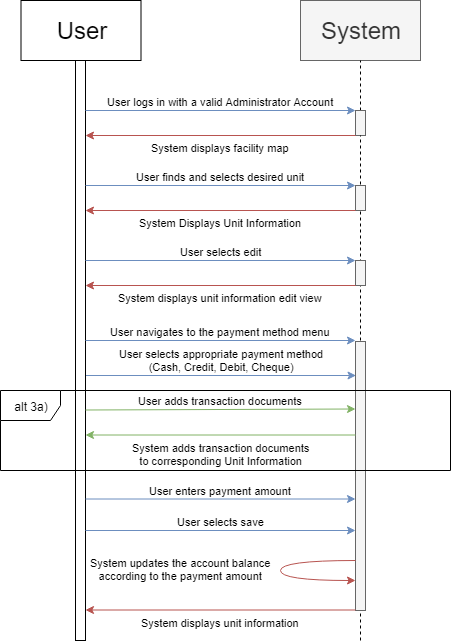 User
System
User logs in with a valid Administrator Account
System displays facility map
User finds and selects desired unit
System Displays Unit Information
User selects edit
System displays unit information edit view
User navigates to the payment method menu
User selects appropriate payment method
(Cash, Credit, Debit, Cheque)
alt 3a)
User adds transaction documents
System adds transaction documents
to corresponding Unit Information
User enters payment amount
User selects save
System updates the account balance
according to the payment amount
System displays unit information